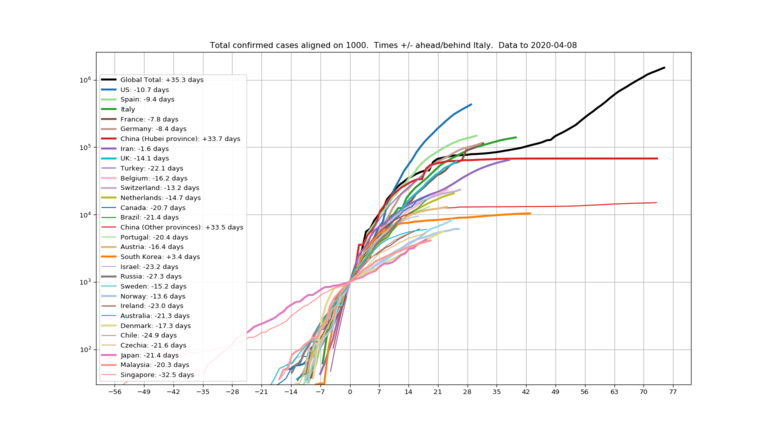 Total confirmed cases aligned on 1000.  Times +/- ahead/behind Italy.  Data to 2020-04-08
10⁶
10⁵
10⁴
10³
10²
Global Total: +35.3 days
US: -10.7 days
Spain: -9.4 days
Italy
France: -7.8 days
Germany: -8.4 days
China (Hubei province): +33.7 days
Iran: -1.6 days
UK: -14.1 days
Turkey: -22.1 days
Belgium: -16.2 days
Switzerland: -13.2 days
Netherlands: -14.7 days
Canada: -20.7 days
Brazil: -21.4 days
China (Other provinces): +33.5 days
Portugal: -20.4 days
Austria: -16.4 days
South Korea: +3.4 days
Israel: -23.2 days
Russia: -27.3 days
Sweden: -15.2 days
Norway: -13.6 days
Ireland: -23.0 days
Australia: -21.3 days
Denmark: -17.3 days
Chile: -24.9 days
Czechia: -21.6 days
Japan: -21.4 days
Malaysia: -20.3 days
Singapore: -32.5 days
−56 −49 −42 −35 −28 −21 −14 −7 0 7 14 21 28 35 42 49 56 63 70 77